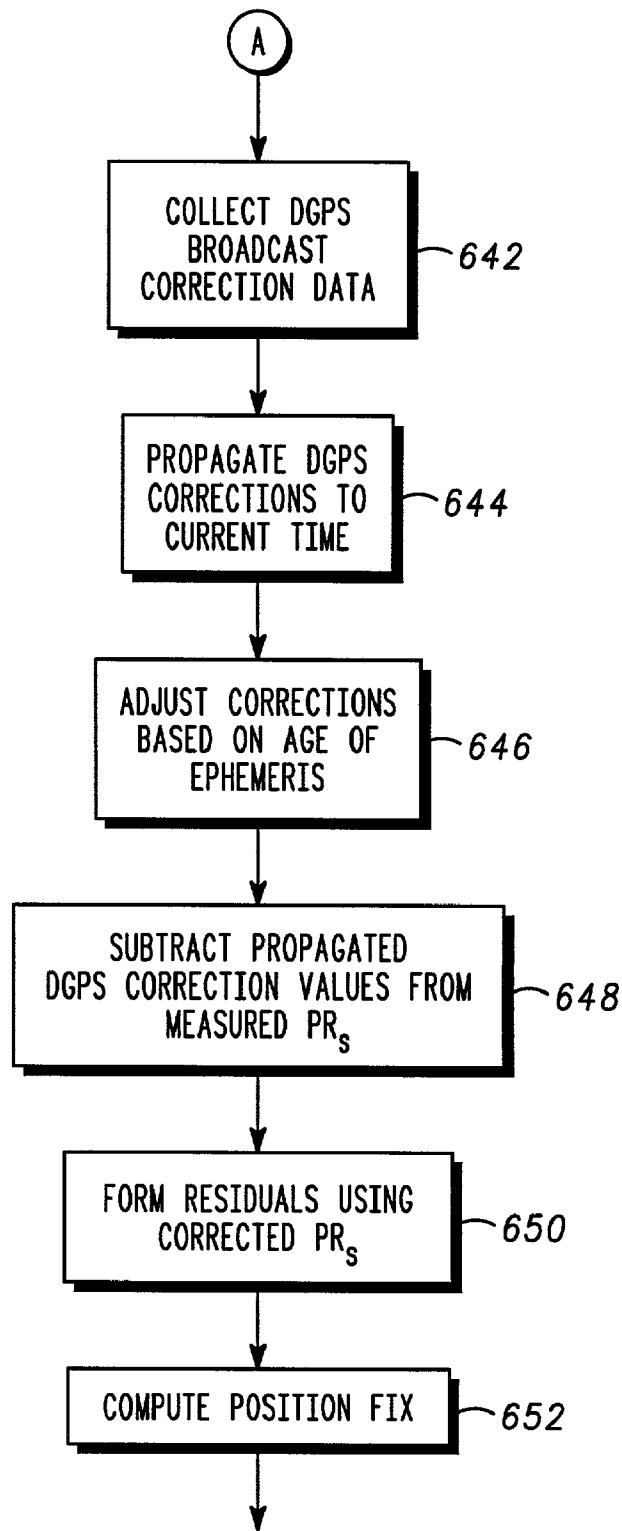 A
COLLECT DGPS
BROADCAST
CORRECTION DATA
642
PROPAGATE DGPS
CORRECTIONS TO
CURRENT TIME
644
ADJUST CORRECTIONS
BASED ON AGE OF
EPHEMERIS
646
SUBTRACT PROPAGATED
DGPS CORRECTION VALUES FROM
MEASURED PRs
648
FORM RESIDUALS USING
CORRECTED PRs
650
COMPUTE POSITION FIX
652